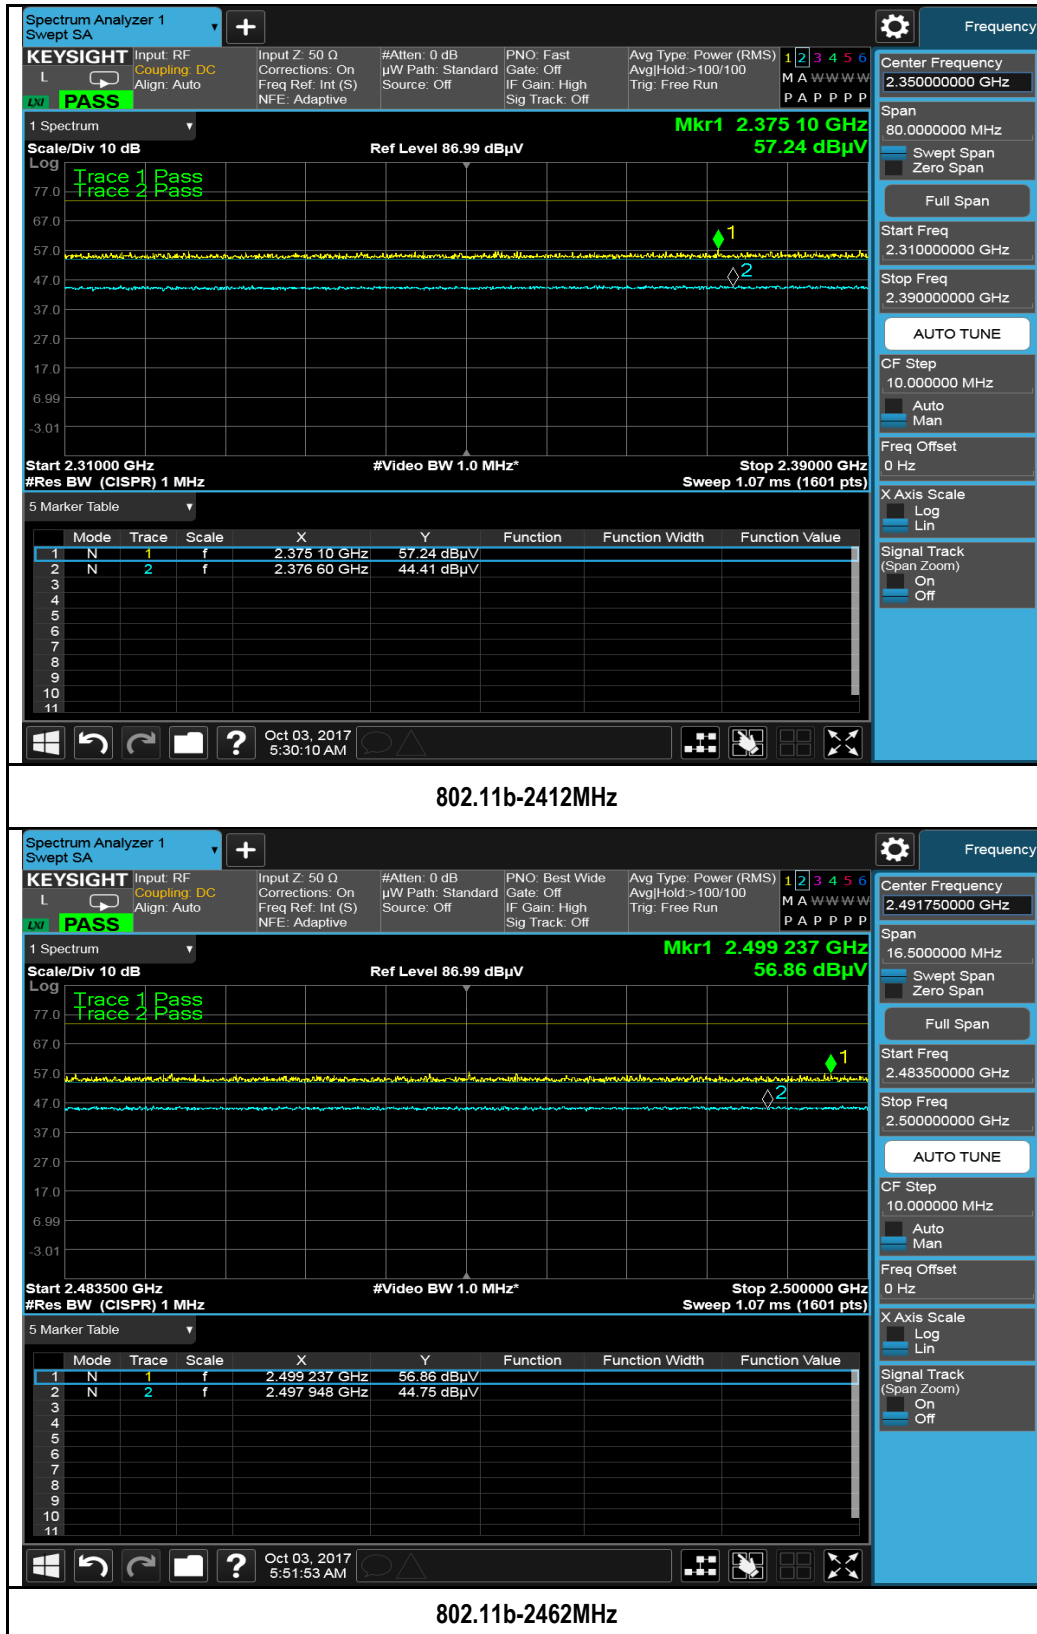 Spectrum Analyzer 1
Swept SA
Frequency
KEYSIGHT Input: RF Input Z: 50 Ω #Atten: 0 dB PNO: Fast Avg Type: Power (RMS) 1 2 3 4 5 6
L Coupling: DC Corrections: On µW Path: Standard Gate: Off Avg|Hold:>100/100 M A W W W W
Align: Auto Freq Ref: Int (S) Source: Off IF Gain: High Trig: Free Run
LXI PASS NFE: Adaptive Sig Track: Off P A P P P P
Center Frequency
2.350000000 GHz
Span
80.0000000 MHz
Swept Span
Zero Span
Full Span
Start Freq
2.310000000 GHz
Stop Freq
2.390000000 GHz
AUTO TUNE
CF Step
10.000000 MHz
Auto
Man
Freq Offset
0 Hz
X Axis Scale
Log
Lin
Signal Track
(Span Zoom)
On
Off
1 Spectrum
Mkr1 2.375 10 GHz
Scale/Div 10 dB Ref Level 86.99 dBµV 57.24 dBµV
Log
Trace 1 Pass
Trace 2 Pass
77.0
67.0
57.0
47.0
37.0
27.0
17.0
6.99
-3.01
1
2
Start 2.31000 GHz #Video BW 1.0 MHz* Stop 2.39000 GHz
#Res BW (CISPR) 1 MHz Sweep 1.07 ms (1601 pts)
5 Marker Table
Mode Trace Scale X Y Function Function Width Function Value
1 N 1 f 2.375 10 GHz 57.24 dBµV
2 N 2 f 2.376 60 GHz 44.41 dBµV
3
4
5
6
7
8
9
10
11
? Oct 03, 2017
5:30:10 AM
802.11b-2412MHz
Spectrum Analyzer 1
Swept SA
Frequency
KEYSIGHT Input: RF Input Z: 50 Ω #Atten: 0 dB PNO: Best Wide Avg Type: Power (RMS) 1 2 3 4 5 6
L Coupling: DC Corrections: On µW Path: Standard Gate: Off Avg|Hold:>100/100 M A W W W W
Align: Auto Freq Ref: Int (S) Source: Off IF Gain: High Trig: Free Run
LXI PASS NFE: Adaptive Sig Track: Off P A P P P P
Center Frequency
2.491750000 GHz
Span
16.5000000 MHz
Swept Span
Zero Span
Full Span
Start Freq
2.483500000 GHz
Stop Freq
2.500000000 GHz
AUTO TUNE
CF Step
10.000000 MHz
Auto
Man
Freq Offset
0 Hz
X Axis Scale
Log
Lin
Signal Track
(Span Zoom)
On
Off
1 Spectrum
Mkr1 2.499 237 GHz
Scale/Div 10 dB Ref Level 86.99 dBµV 56.86 dBµV
Log
Trace 1 Pass
Trace 2 Pass
77.0
67.0
57.0
47.0
37.0
27.0
17.0
6.99
-3.01
1
2
Start 2.483500 GHz #Video BW 1.0 MHz* Stop 2.500000 GHz
#Res BW (CISPR) 1 MHz Sweep 1.07 ms (1601 pts)
5 Marker Table
Mode Trace Scale X Y Function Function Width Function Value
1 N 1 f 2.499 237 GHz 56.86 dBµV
2 N 2 f 2.497 948 GHz 44.75 dBµV
3
4
5
6
7
8
9
10
11
? Oct 03, 2017
5:51:53 AM
802.11b-2462MHz